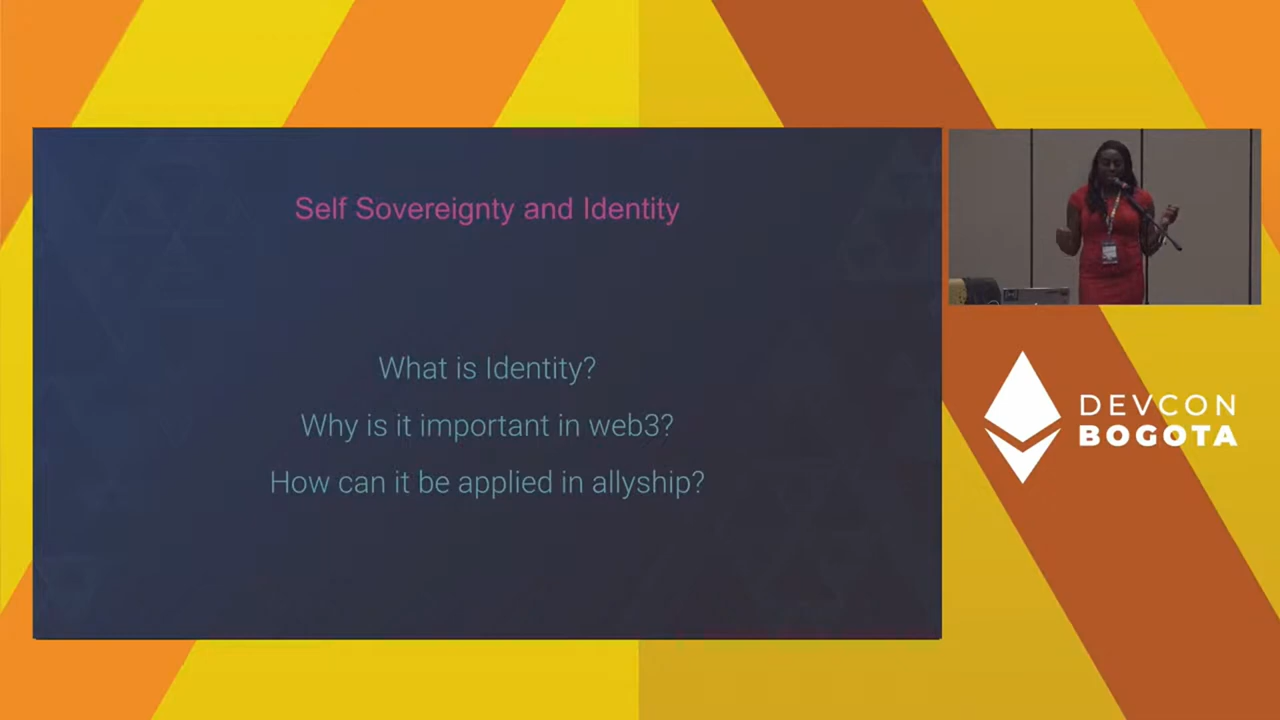 Self Sovereignty and Identity
What is Identity?
Why is it important in web3?
How can it be applied in allyship?
DEVCON
BOGOTA